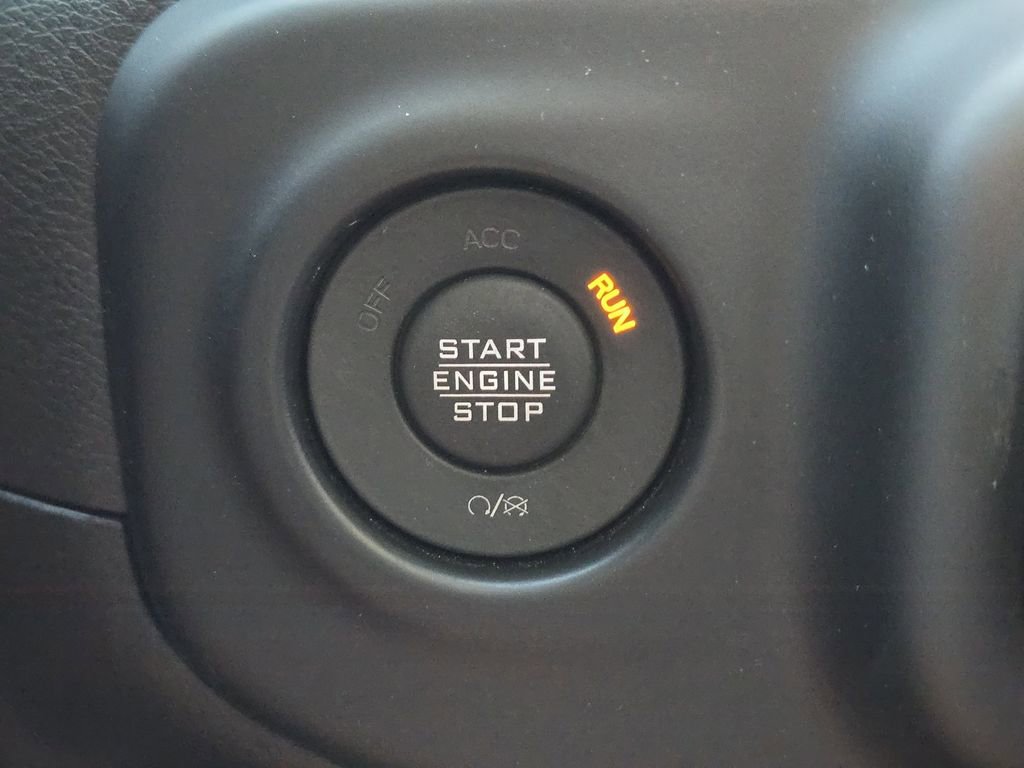 ACC
OFF
RUN
START
ENGINE
STOP